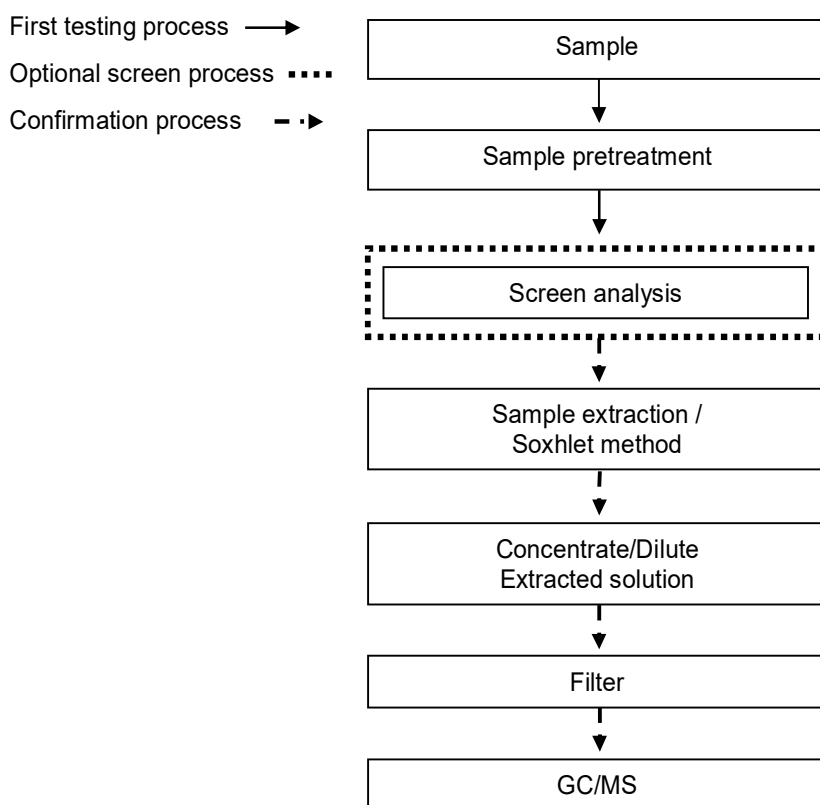 First testing process
Optional screen process
Confirmation process
Sample
Sample pretreatment
Screen analysis
Sample extraction /
Soxhlet method
Concentrate/Dilute
Extracted solution
Filter
GC/MS